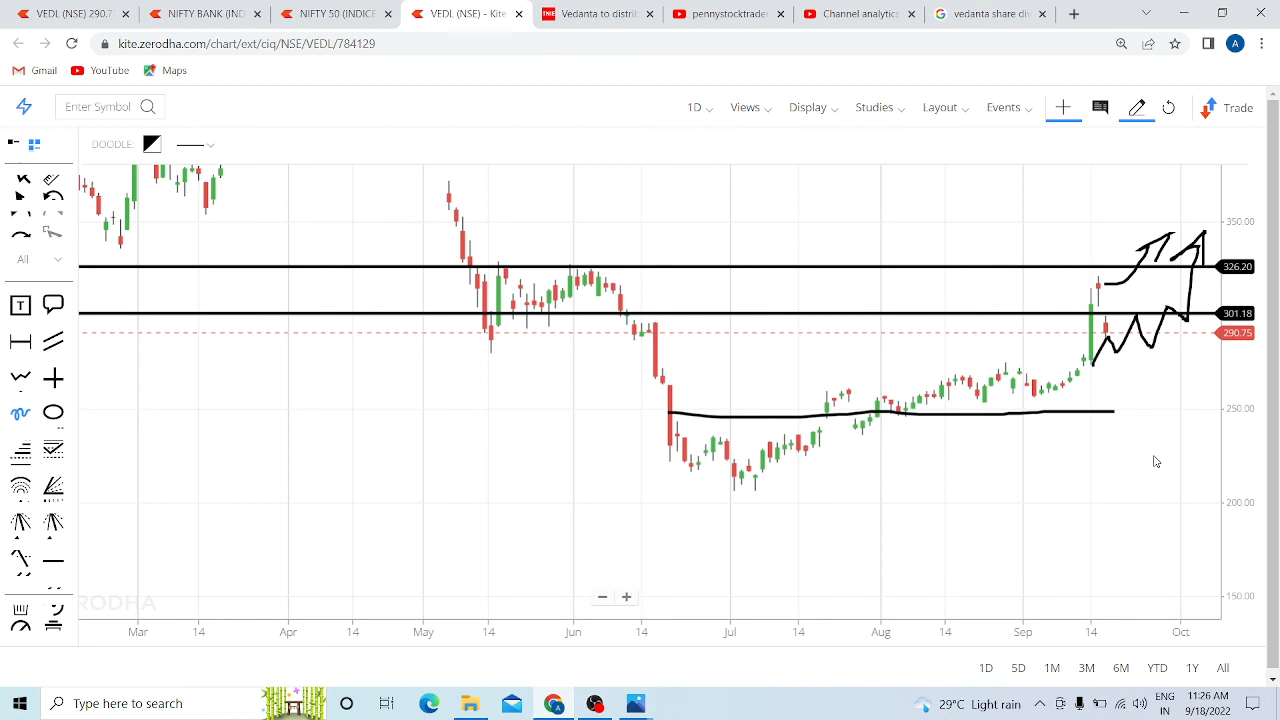 VEDL (NSE) 290.7
NIFTY BANK (IND
NIFTY 50 (INDICE
VEDL (NSE) - Kite
TNIE Vedanta to distri
pennystocktrader
Channel analytics
vedanta share div
kite.zerodha.com/chart/ext/ciq/NSE/VEDL/784129
A
Gmail YouTube Maps
Enter Symbol
1D Views Display Studies Layout Events Trade
DOODLE:
All
T
350.00
326.20
301.18
290.75
250.00
200.00
150.00
Mar 14 Apr 14 May 14 Jun 14 Jul 14 Aug 14 Sep 14 Oct
1D 5D 1M 3M 6M YTD 1Y All
Type here to search
29°C Light rain
ENG
IN
11:26 AM
9/18/2022